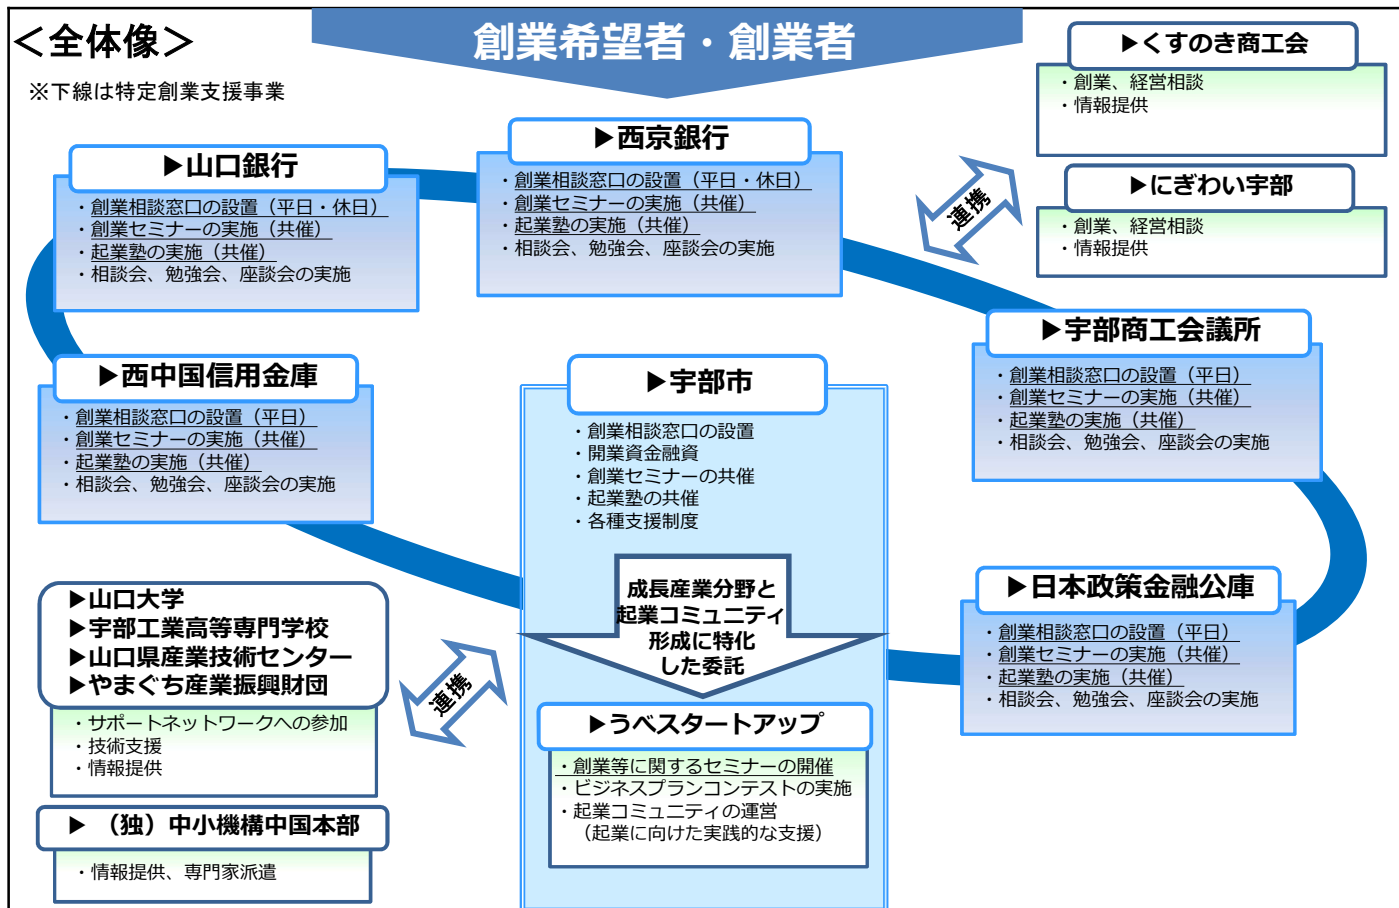 ＜全体像＞
※下線は特定創業支援事業
創業希望者・創業者
▶くすのき商工会
・創業、経営相談
・情報提供
▶にぎわい宇部
・創業、経営相談
・情報提供
連携
▶山口銀行
・創業相談窓口の設置（平日・休日）
・創業セミナーの実施（共催）
・起業塾の実施（共催）
・相談会、勉強会、座談会の実施
▶西京銀行
・創業相談窓口の設置（平日・休日）
・創業セミナーの実施（共催）
・起業塾の実施（共催）
・相談会、勉強会、座談会の実施
▶宇部商工会議所
・創業相談窓口の設置（平日）
・創業セミナーの実施（共催）
・起業塾の実施（共催）
・相談会、勉強会、座談会の実施
▶西中国信用金庫
・創業相談窓口の設置（平日）
・創業セミナーの実施（共催）
・起業塾の実施（共催）
・相談会、勉強会、座談会の実施
▶宇部市
・創業相談窓口の設置
・開業資金融資
・創業セミナーの共催
・起業塾の共催
・各種支援制度
成長産業分野と
起業コミュニティ
形成に特化
した委託
▶うべスタートアップ
・創業等に関するセミナーの開催
・ビジネスプランコンテストの実施
・起業コミュニティの運営
（起業に向けた実践的な支援）
▶日本政策金融公庫
・創業相談窓口の設置（平日）
・創業セミナーの実施（共催）
・起業塾の実施（共催）
・相談会、勉強会、座談会の実施
▶山口大学
▶宇部工業高等専門学校
▶山口県産業技術センター
▶やまぐち産業振興財団
・サポートネットワークへの参加
・技術支援
・情報提供
連携
▶ （独）中小機構中国本部
・情報提供、専門家派遣